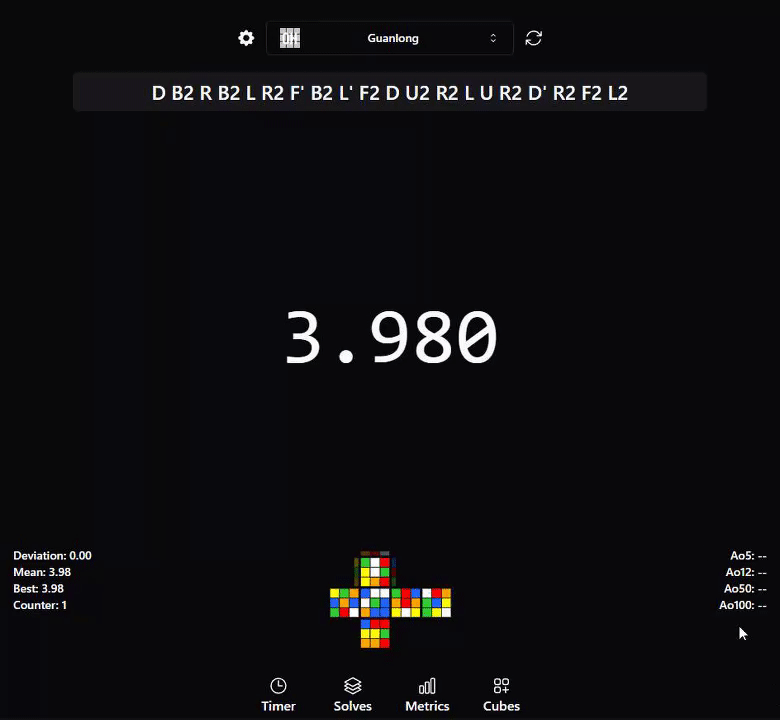 OH Guanlong
D B2 R B2 L R2 F' B2 L' F2 D U2 R2 L U R2 D' R2 F2 L2
3.980
Deviation: 0.00
Mean: 3.98
Best: 3.98
Counter: 1
Ao5: --
Ao12: --
Ao50: --
Ao100: --
Timer
Solves
Metrics
Cubes